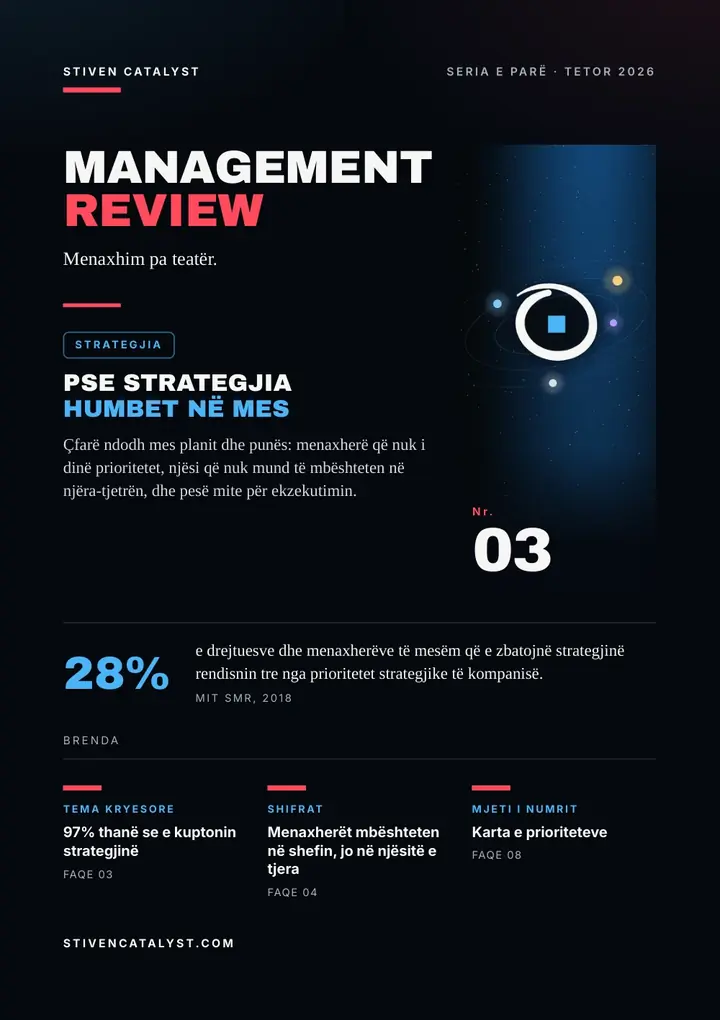 STIVEN CATALYST
SERIA E PARË · TETOR 2026
MANAGEMENT
REVIEW
Menaxhim pa teatër.
STRATEGJIA
PSE STRATEGJIA
HUMBET NË MES
Çfarë ndodh mes planit dhe punës: menaxherë që nuk i
dinë prioritetet, njësi që nuk mund të mbështeten në
njëra-tjetrën, dhe pesë mite për ekzekutimin.
Nr.
03
28%
e drejtuesve dhe menaxherëve të mesëm që e zbatojnë strategjinë
rendisnin tre nga prioritetet strategjike të kompanisë.
MIT SMR, 2018
BRENDA
TEMA KRYESORE
97% thanë se e kuptonin
strategjinë
FAQE 03
SHIFRAT
Menaxherët mbështeten
në shefin, jo në njësitë e
tjera
FAQE 04
MJETI I NUMRIT
Karta e prioriteteve
FAQE 08
STIVENCATALYST.COM